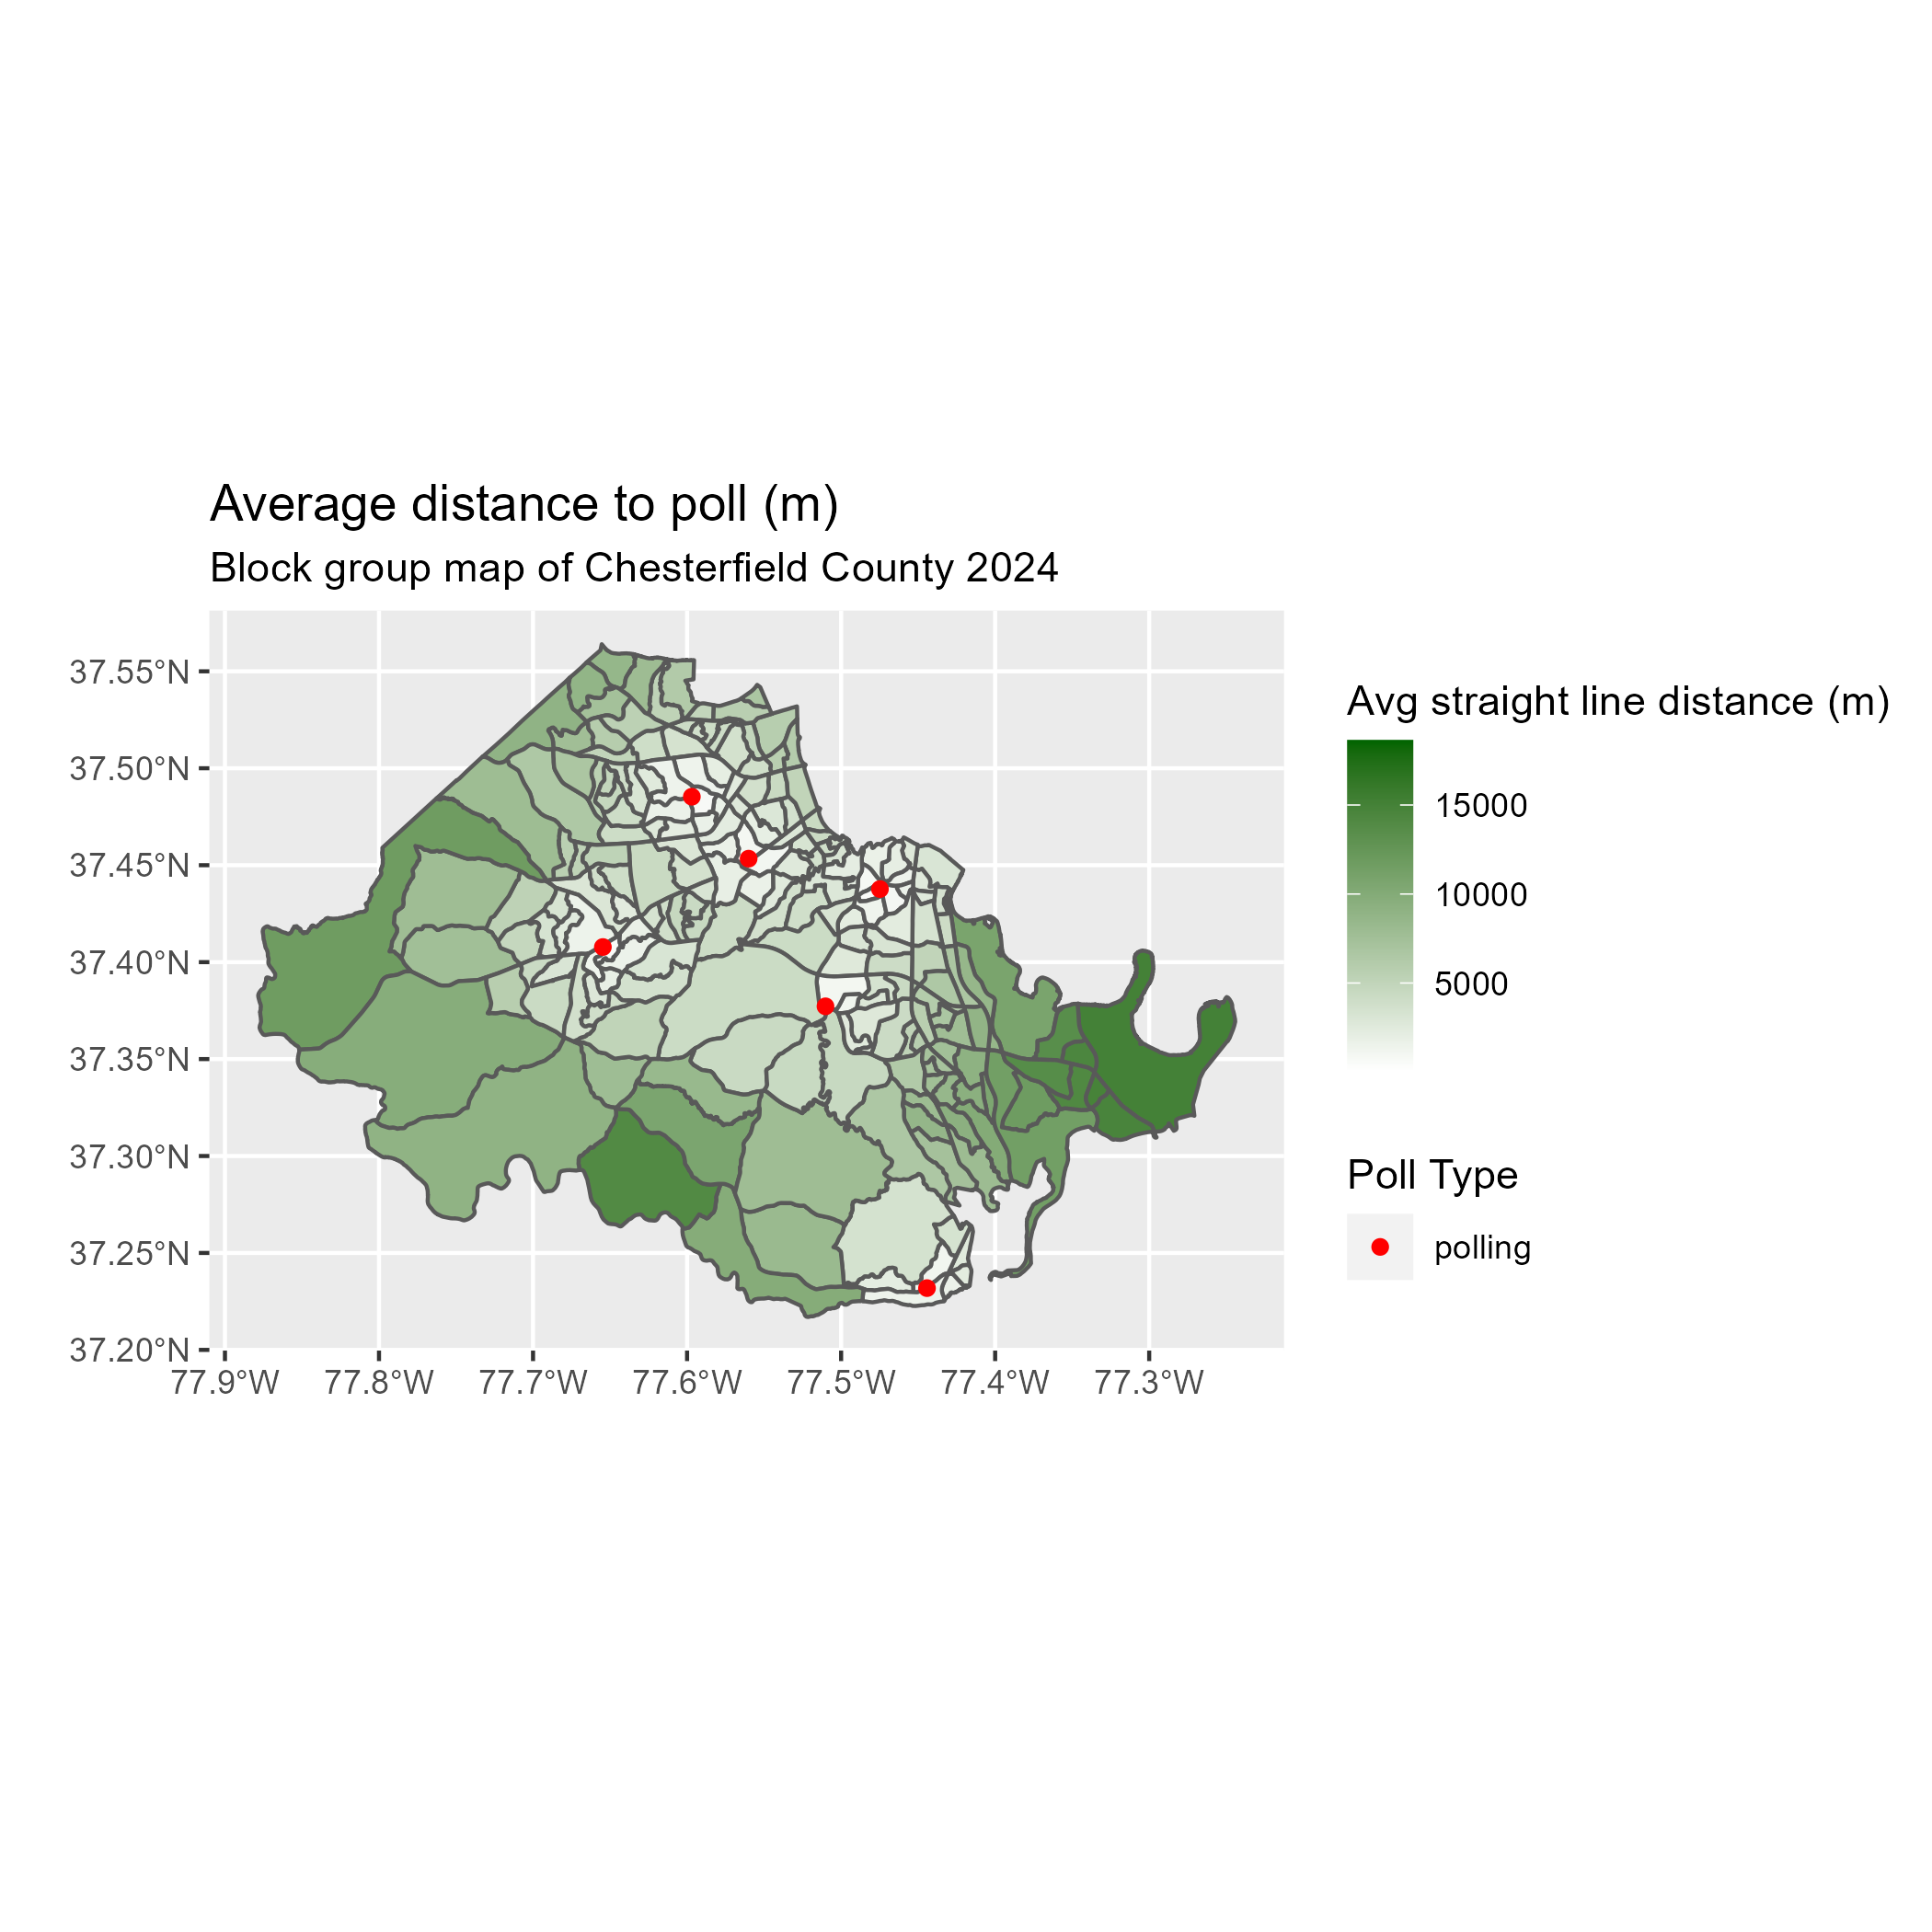 Average distance to poll (m)
Block group map of Chesterfield County 2024
37.55°N
37.50°N
37.45°N
37.40°N
37.35°N
37.30°N
37.25°N
37.20°N
77.9°W 77.8°W 77.7°W 77.6°W 77.5°W 77.4°W 77.3°W
Avg straight line distance (m)
15000
10000
5000
Poll Type
polling